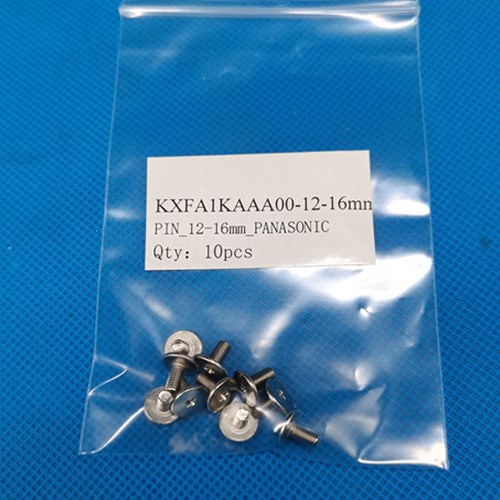 KXFA1KAAA00-12-16mm
PIN_12-16mm_PANASONIC
Qty: 10pcs